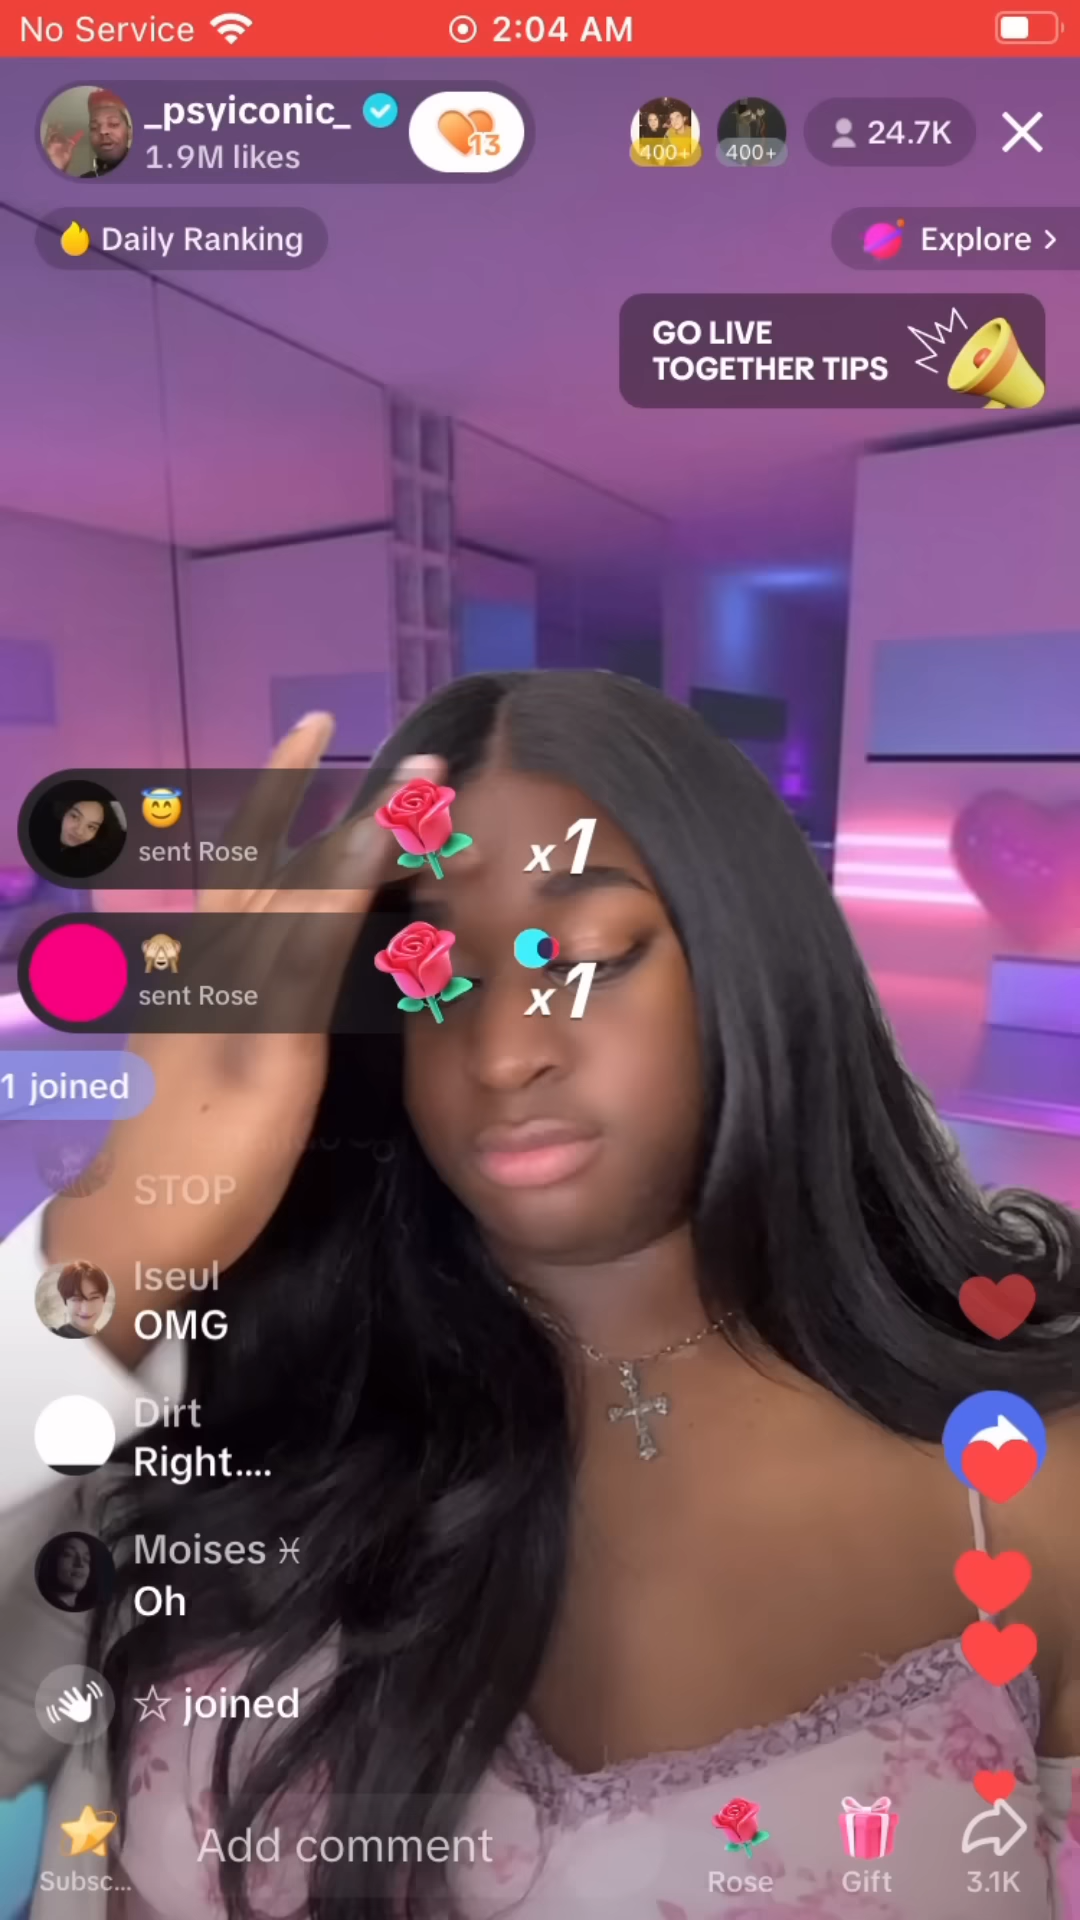 No Service 2:04 AM
_psyiconic_
1.9M likes
13
400+
400+
24.7K
Daily Ranking
Explore >
GO LIVE
TOGETHER TIPS
sent Rose
x1
sent Rose
x1
1 joined
STOP
Iseul
OMG
Dirt
Right....
Moises ♓︎
Oh
☆ joined
Subsc...
Add comment
Rose
Gift
3.1K